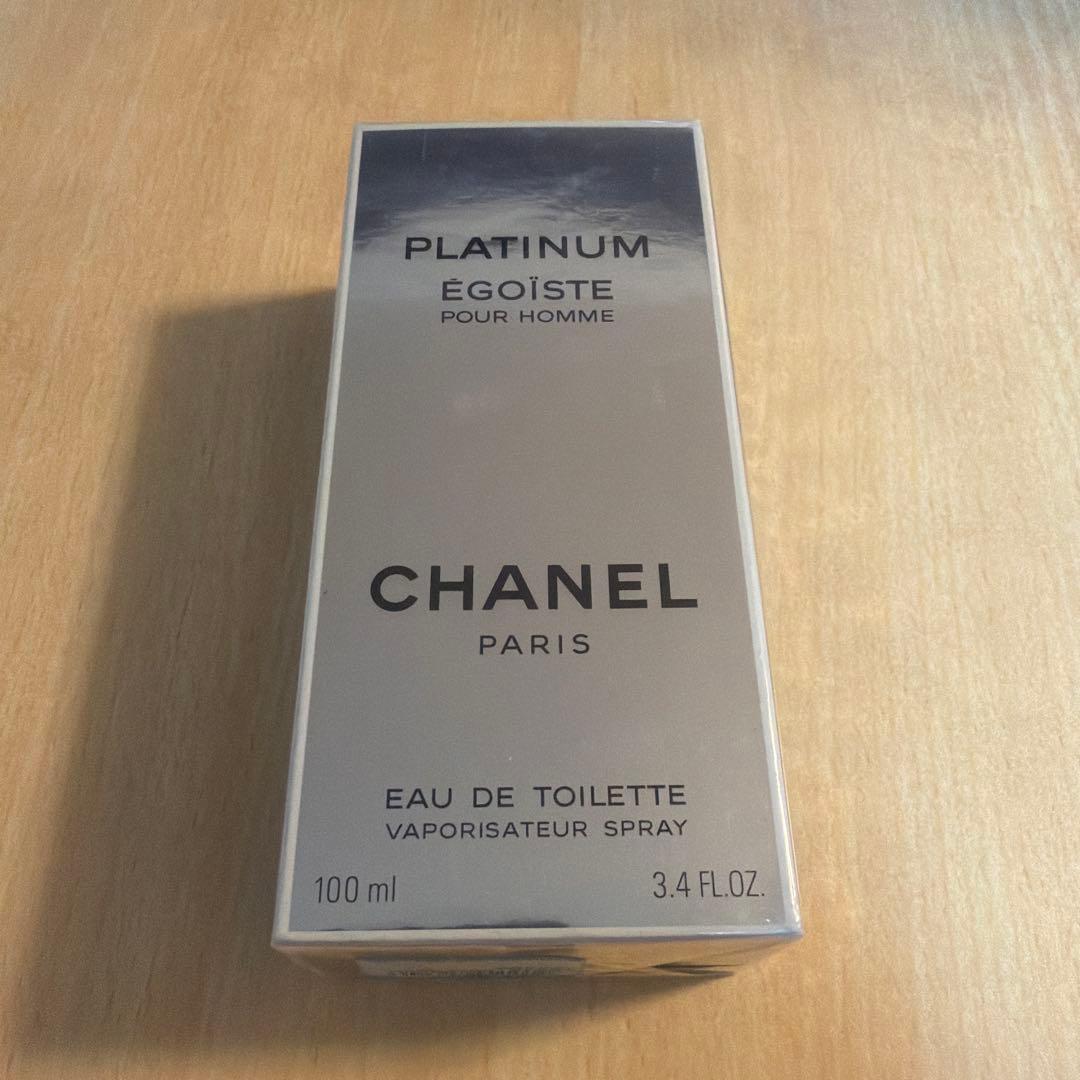 PLATINUM
ÉGOÏSTE
POUR HOMME
CHANEL
PARIS
EAU DE TOILETTE
VAPORISATEUR SPRAY
100 ml
3.4 FL.OZ.